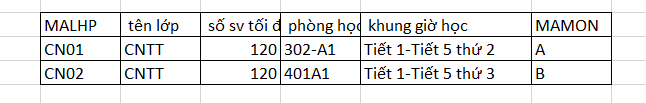 MALHP tên lớp số sv tối đ phòng học khung giờ học MAMON
CN01 CNTT 120 302-A1 Tiết 1-Tiết 5 thứ 2 A
CN02 CNTT 120 401A1 Tiết 1-Tiết 5 thứ 3 B